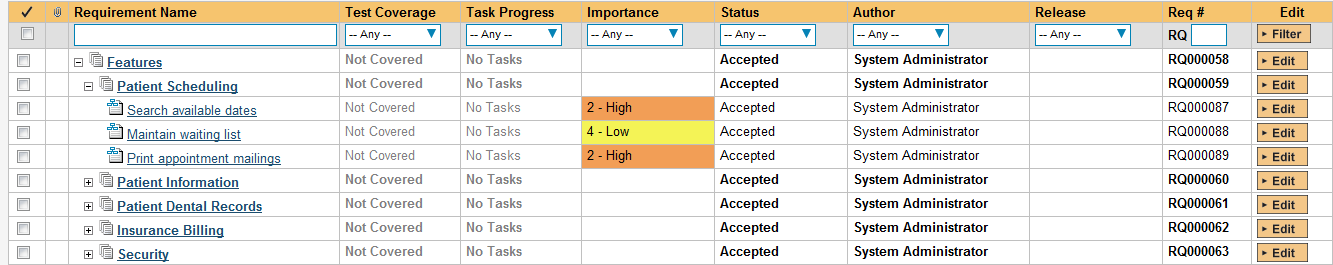 Requirement Name Test Coverage Task Progress Importance Status Author Release Req # Edit
-- Any -- -- Any -- -- Any -- -- Any -- -- Any -- -- Any -- RQ Filter
Features Not Covered No Tasks Accepted System Administrator RQ000058 Edit
Patient Scheduling Not Covered No Tasks Accepted System Administrator RQ000059 Edit
Search available dates Not Covered No Tasks 2 - High Accepted System Administrator RQ000087 Edit
Maintain waiting list Not Covered No Tasks 4 - Low Accepted System Administrator RQ000088 Edit
Print appointment mailings Not Covered No Tasks 2 - High Accepted System Administrator RQ000089 Edit
Patient Information Not Covered No Tasks Accepted System Administrator RQ000060 Edit
Patient Dental Records Not Covered No Tasks Accepted System Administrator RQ000061 Edit
Insurance Billing Not Covered No Tasks Accepted System Administrator RQ000062 Edit
Security Not Covered No Tasks Accepted System Administrator RQ000063 Edit